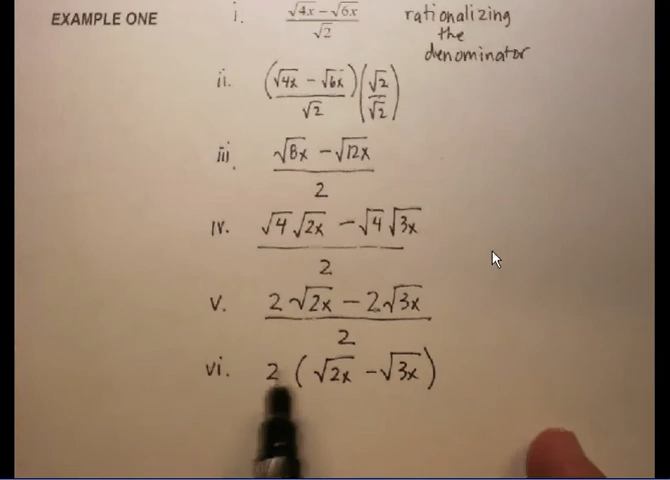 EXAMPLE ONE
i. (√4x − √6x)/√2
rationalizing
the
denominator
ii. ((√4x − √6x)/√2)(√2/√2)
iii. (√8x − √12x)/2
iv. (√4 √2x − √4 √3x)/2
v. (2√2x − 2√3x)/2
vi. 2 (√2x − √3x)